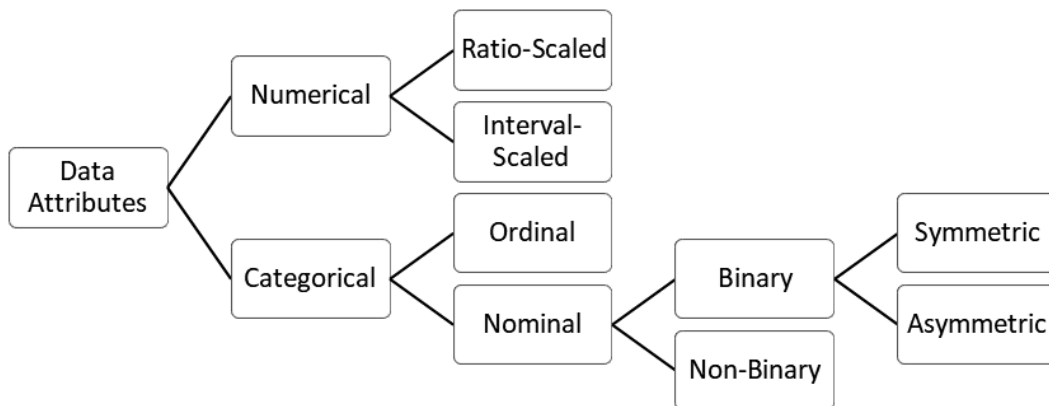 Data
Attributes
Numerical
Ratio-Scaled
Interval-
Scaled
Categorical
Ordinal
Nominal
Binary
Symmetric
Asymmetric
Non-Binary